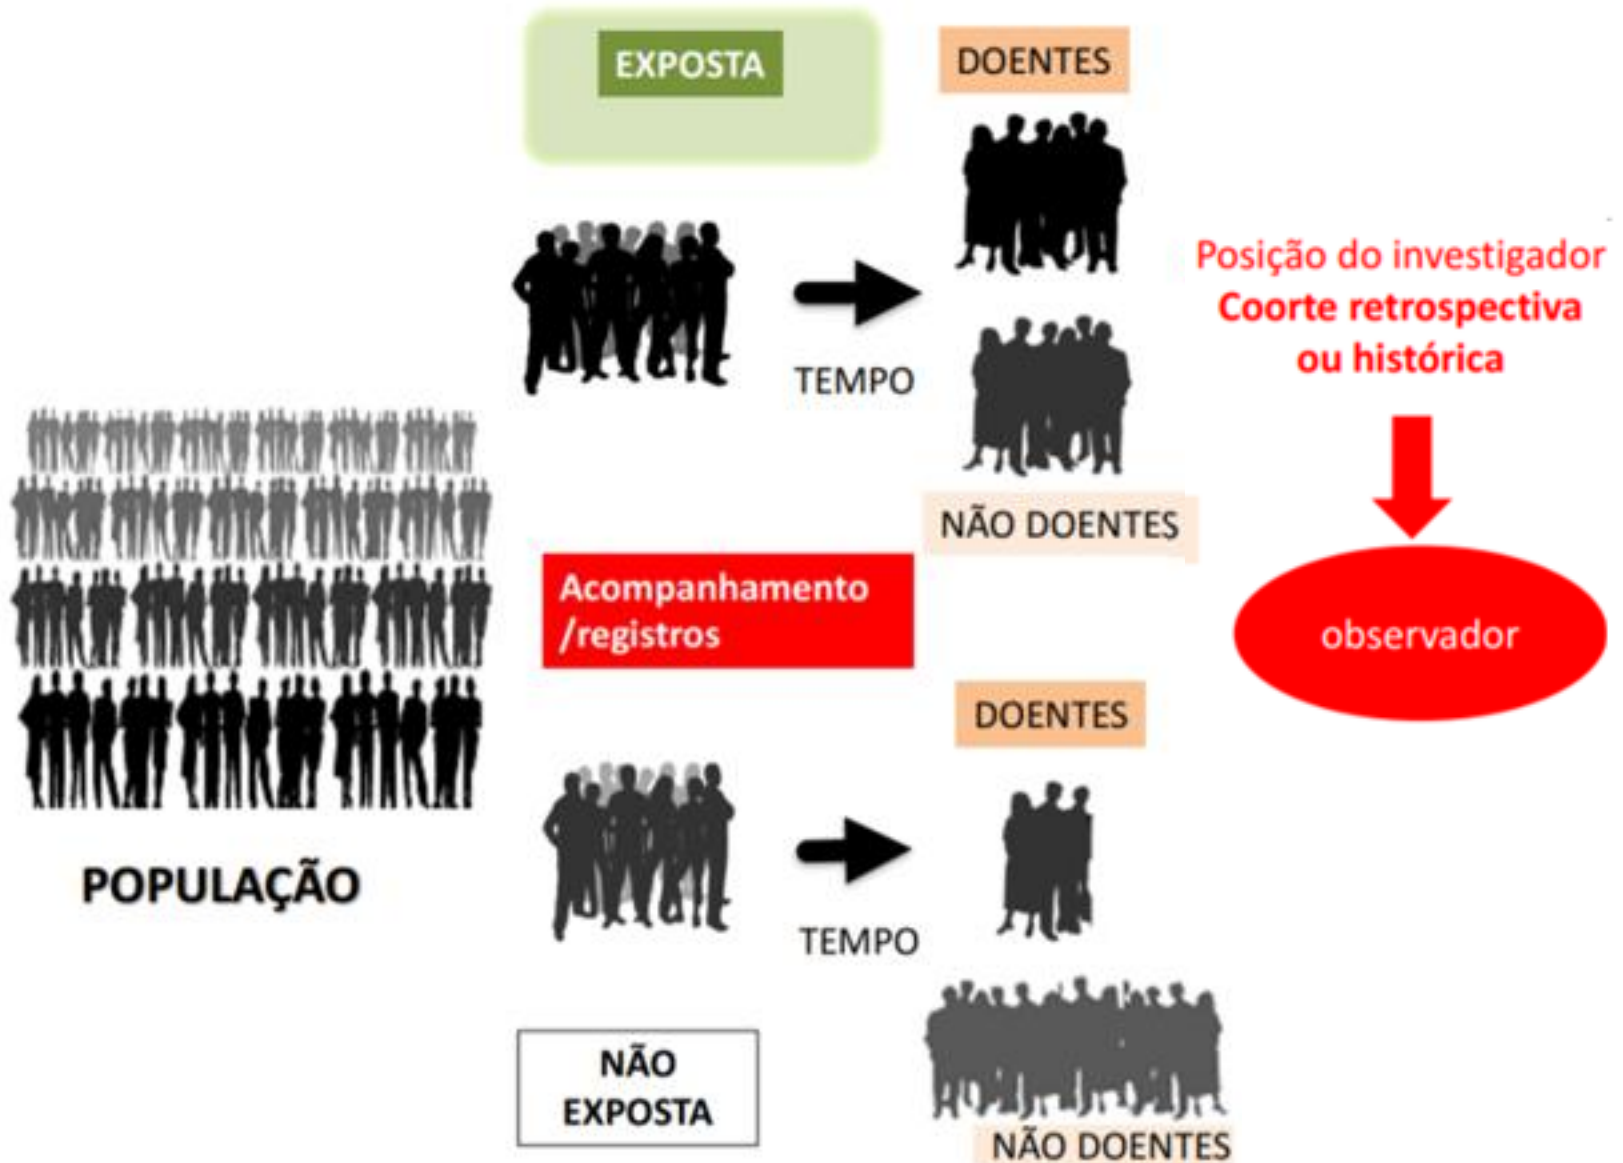 EXPOSTA
DOENTES
TEMPO
NÃO DOENTES
Posição do investigador
Coorte retrospectiva
ou histórica
observador
Acompanhamento
/registros
POPULAÇÃO
DOENTES
TEMPO
NÃO
EXPOSTA
NÃO DOENTES